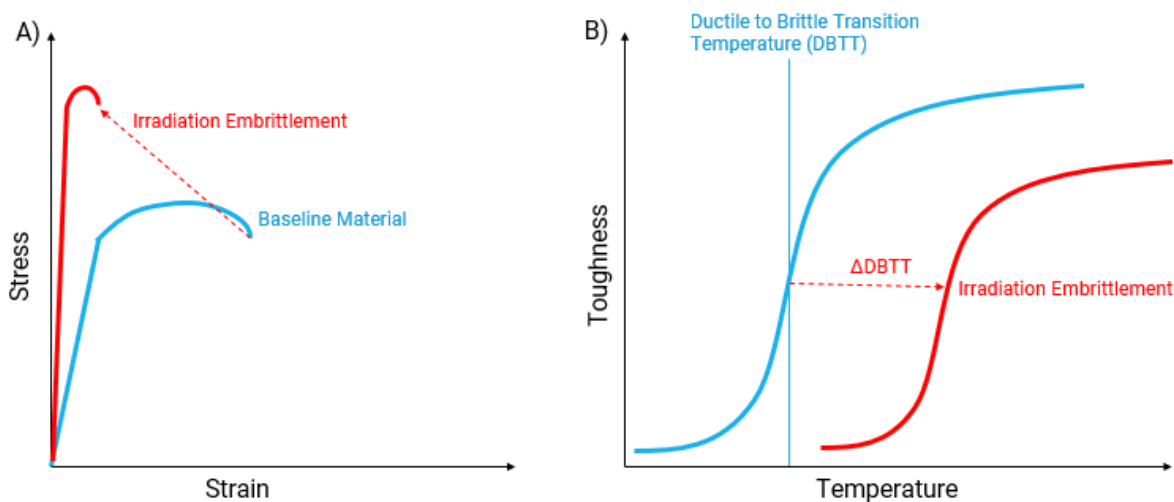 A)
Irradiation Embrittlement
Baseline Material
Stress
Strain
B)
Ductile to Brittle Transition
Temperature (DBTT)
ΔDBTT
Irradiation Embrittlement
Toughness
Temperature